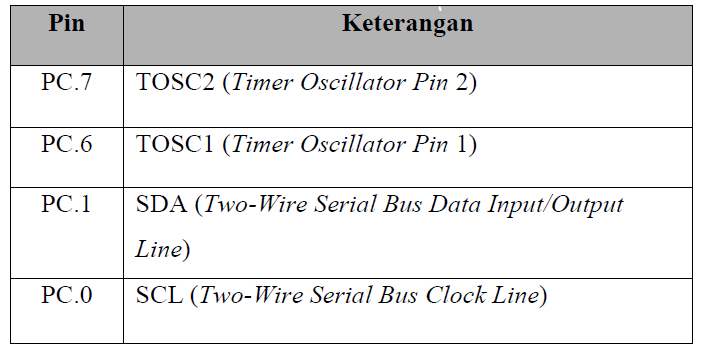 Pin Keterangan
PC.7 TOSC2 (Timer Oscillator Pin 2)
PC.6 TOSC1 (Timer Oscillator Pin 1)
PC.1 SDA (Two-Wire Serial Bus Data Input/Output
Line)
PC.0 SCL (Two-Wire Serial Bus Clock Line)